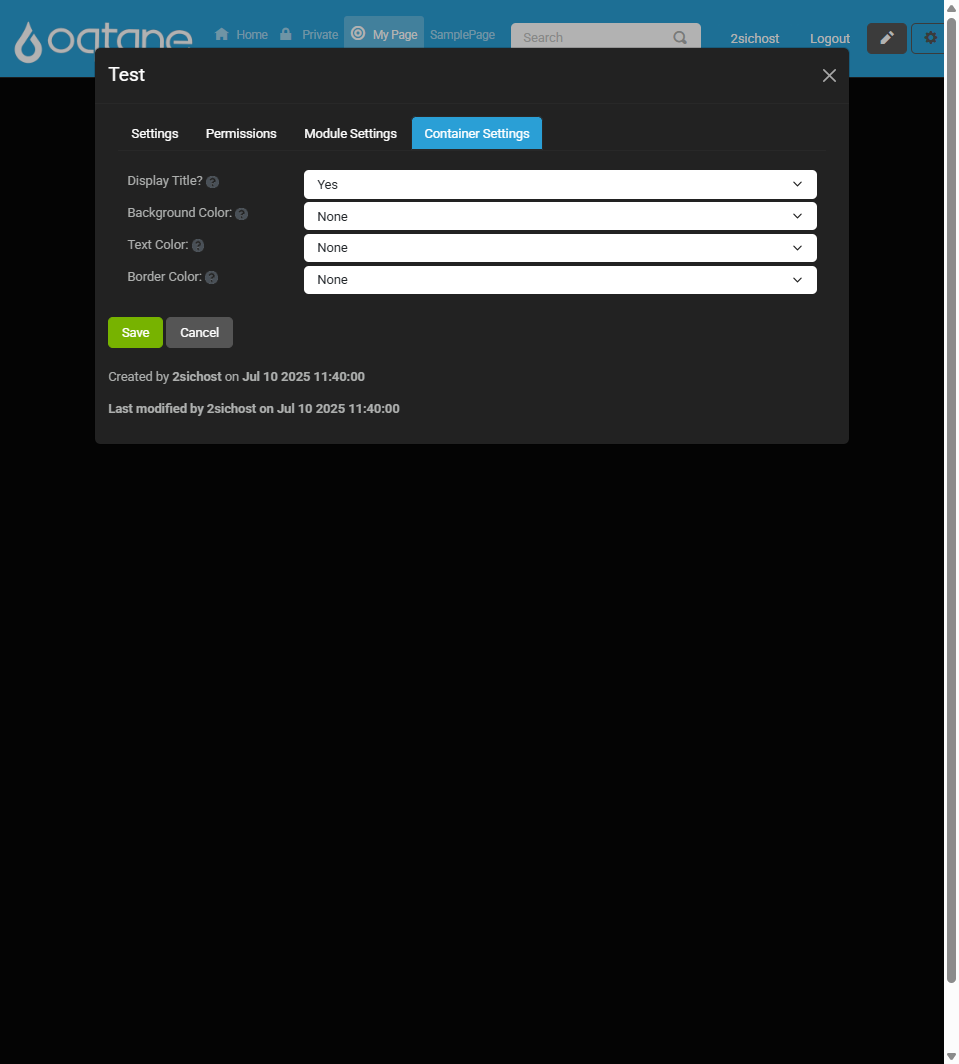 oqtane
Home Private My Page SamplePage Search 2sichost Logout
Test
Settings Permissions Module Settings Container Settings
Display Title? Yes
Background Color: None
Text Color: None
Border Color: None
Save Cancel
Created by 2sichost on Jul 10 2025 11:40:00
Last modified by 2sichost on Jul 10 2025 11:40:00